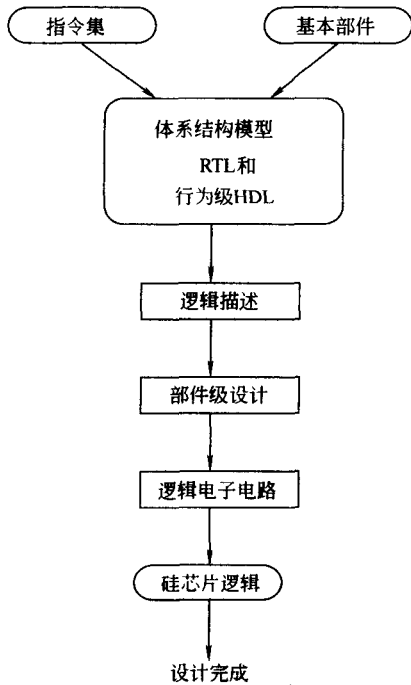 指令集
基本部件
体系结构模型
RTL和
行为级HDL
逻辑描述
部件级设计
逻辑电子电路
硅芯片逻辑
设计完成